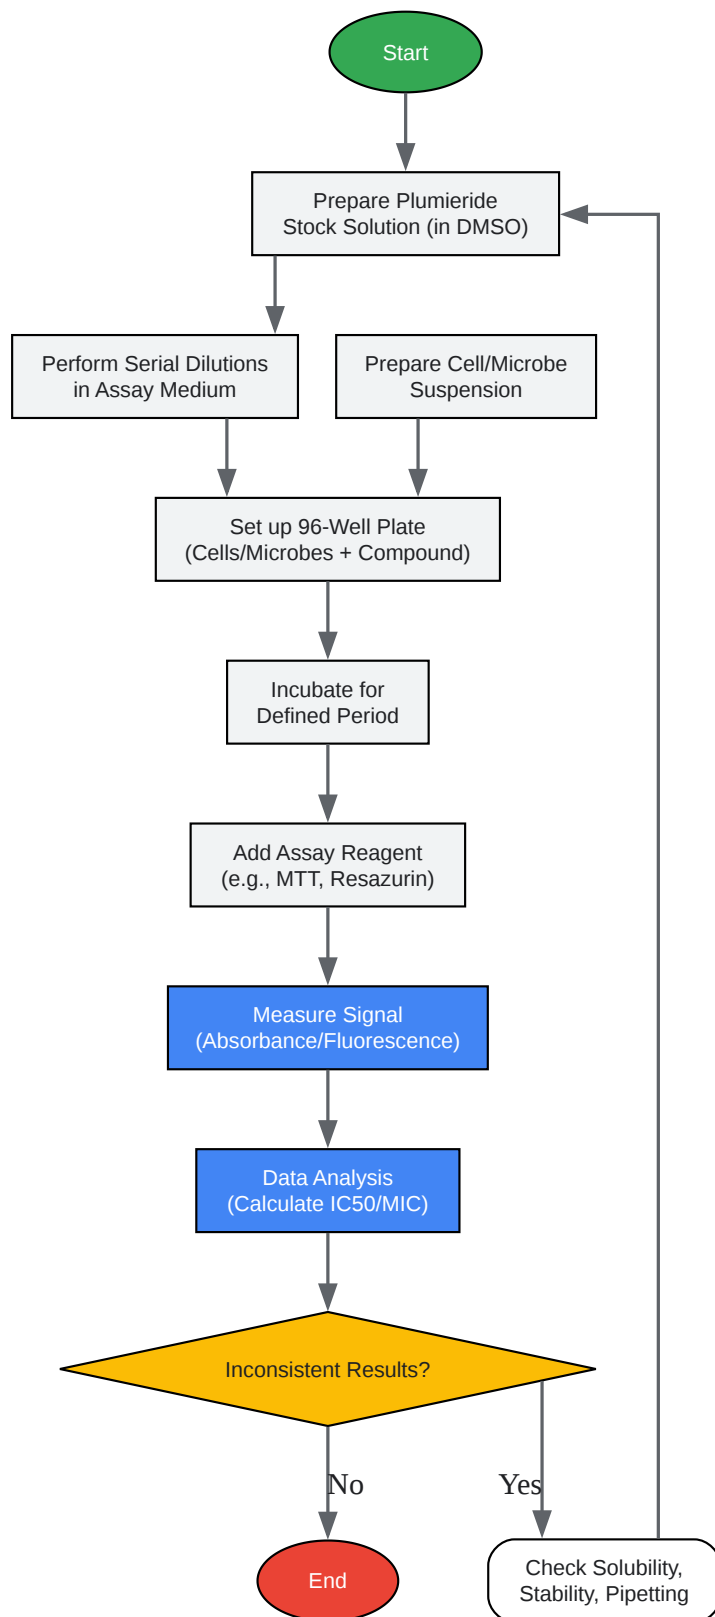 Start
Prepare Plumieride
Stock Solution (in DMSO)
Perform Serial Dilutions
in Assay Medium
Prepare Cell/Microbe
Suspension
Set up 96-Well Plate
(Cells/Microbes + Compound)
Incubate for
Defined Period
Add Assay Reagent
(e.g., MTT, Resazurin)
Measure Signal
(Absorbance/Fluorescence)
Data Analysis
(Calculate IC50/MIC)
Inconsistent Results?
No
Yes
End
Check Solubility,
Stability, Pipetting